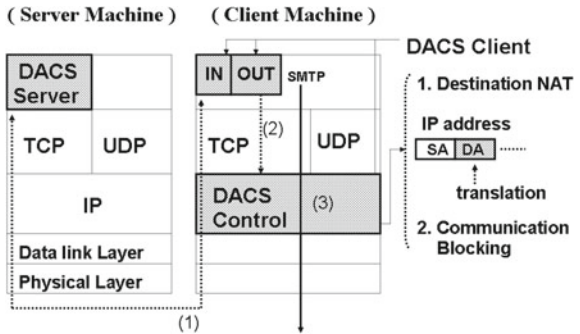 ( Server Machine )
( Client Machine )
DACS
Server
TCP
UDP
IP
Data link Layer
Physical Layer
(1)
IN
OUT
SMTP
(2)
TCP
UDP
DACS
Control
(3)
DACS Client
1. Destination NAT
IP address
SA
DA
translation
2. Communication
Blocking